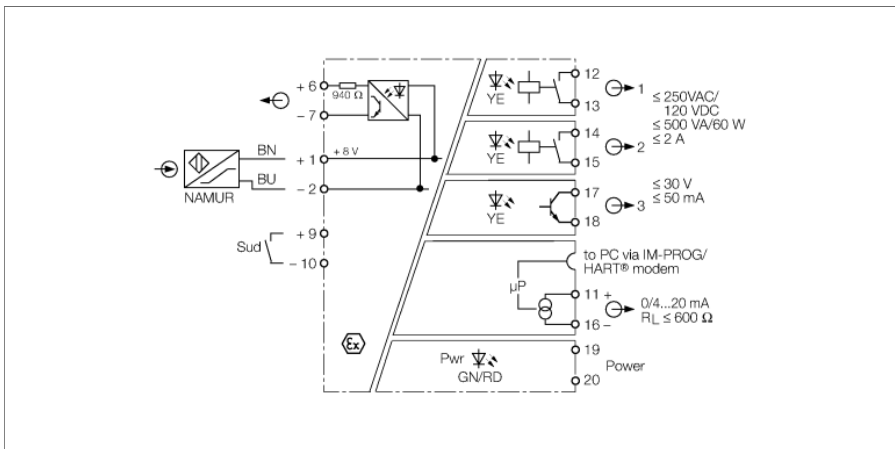 + 6
940 Ω
- 7
BN
+ 1
+ 8 V
BU
- 2
NAMUR
+ 9
Sud
- 10
Ex
YE
12
13
1
≤ 250VAC/
120 VDC
≤ 500 VA/60 W
≤ 2 A
YE
14
15
2
YE
17
18
3
≤ 30 V
≤ 50 mA
to PC via IM-PROG/
HART® modem
µP
11 +
16 −
0/4...20 mA
RL ≤ 600 Ω
Pwr
GN/RD
19
20
Power